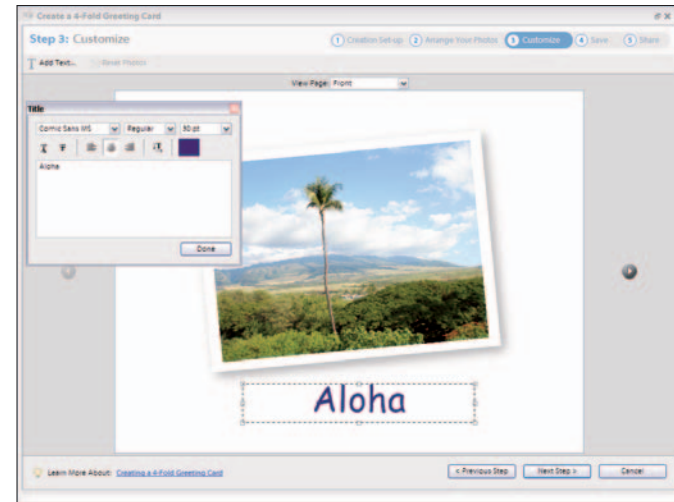 Create a 4-Fold Greeting Card
Step 3: Customize
1 Creation Set-up 2 Arrange Your Photos 3 Customize 4 Save 5 Share
Add Text... Reset Photos
View Page: Front
Title
Comic Sans MS Regular 30 pt
Aloha
Done
Aloha
Learn More About: Creating a 4-Fold Greeting Card
< Previous Step Next Step > Cancel